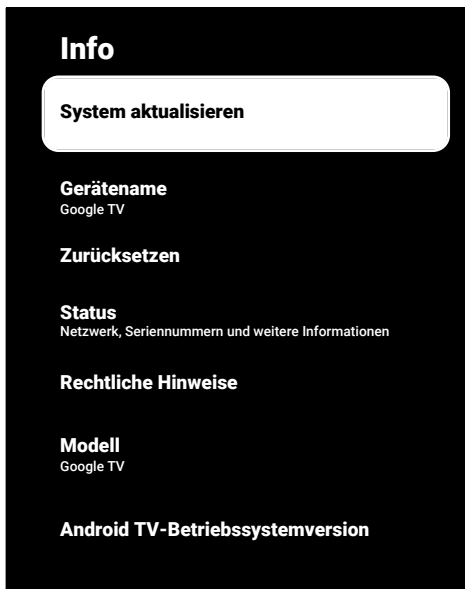 Info
System aktualisieren
Gerätename
Google TV
Zurücksetzen
Status
Netzwerk, Seriennummern und weitere Informationen
Rechtliche Hinweise
Modell
Google TV
Android TV-Betriebssystemversion